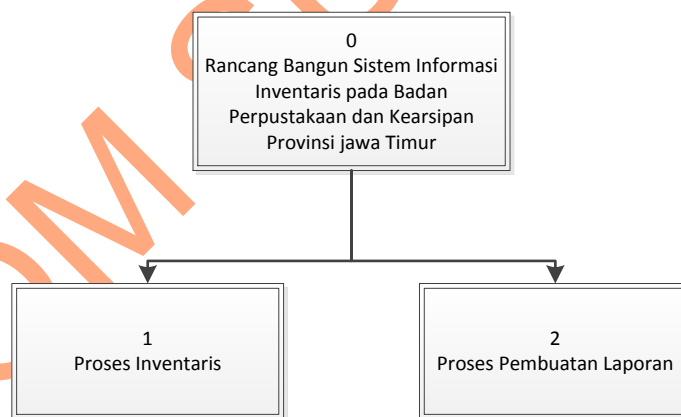 0
Rancang Bangun Sistem Informasi
Inventaris pada Badan
Perpustakaan dan Kearsipan
Provinsi jawa Timur
1
Proses Inventaris
2
Proses Pembuatan Laporan